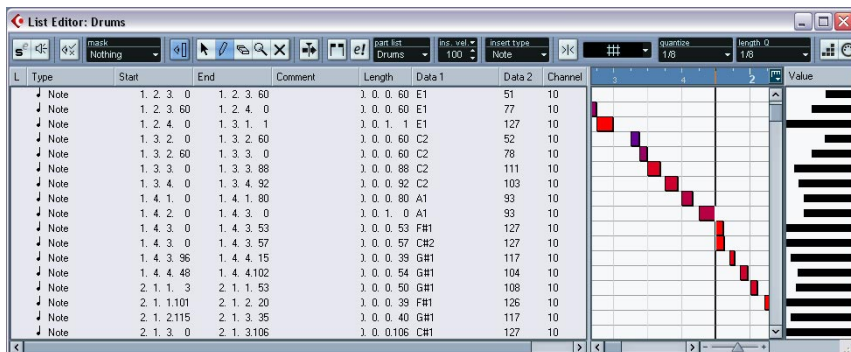 List Editor: Drums
mask
Nothing
part list
Drums
ins. vel.
100
insert type
Note
quantize
1/8
length Q
1/8
L Type Start End Comment Length Data 1 Data 2 Channel 3 4 2 Value
Note 1. 2. 3. 0 1. 2. 3. 60 0. 0. 60 E1 51 10
Note 1. 2. 3. 60 1. 2. 4. 0 0. 0. 60 E1 77 10
Note 1. 2. 4. 0 1. 3. 1. 1 0. 1. 1 E1 127 10
Note 1. 3. 2. 0 1. 3. 2. 60 0. 0. 60 C2 52 10
Note 1. 3. 2. 60 1. 3. 3. 0 0. 0. 60 C2 78 10
Note 1. 3. 3. 0 1. 3. 3. 88 0. 0. 88 C2 111 10
Note 1. 3. 4. 0 1. 3. 4. 92 0. 0. 92 C2 103 10
Note 1. 4. 1. 0 1. 4. 1. 80 0. 0. 80 A1 93 10
Note 1. 4. 2. 0 1. 4. 3. 0 0. 1. 0 A1 93 10
Note 1. 4. 3. 0 1. 4. 3. 53 0. 0. 53 F#1 127 10
Note 1. 4. 3. 0 1. 4. 3. 57 0. 0. 57 C#2 127 10
Note 1. 4. 3. 96 1. 4. 4. 15 0. 0. 39 G#1 117 10
Note 1. 4. 4. 48 1. 4. 4.102 0. 0. 54 G#1 104 10
Note 2. 1. 1. 3 2. 1. 1. 53 0. 0. 50 G#1 108 10
Note 2. 1. 1.101 2. 1. 2. 20 0. 0. 39 F#1 126 10
Note 2. 1. 2.115 2. 1. 3. 35 0. 0. 40 G#1 117 10
Note 2. 1. 3. 0 2. 1. 3.106 0. 0.106 C#1 127 10